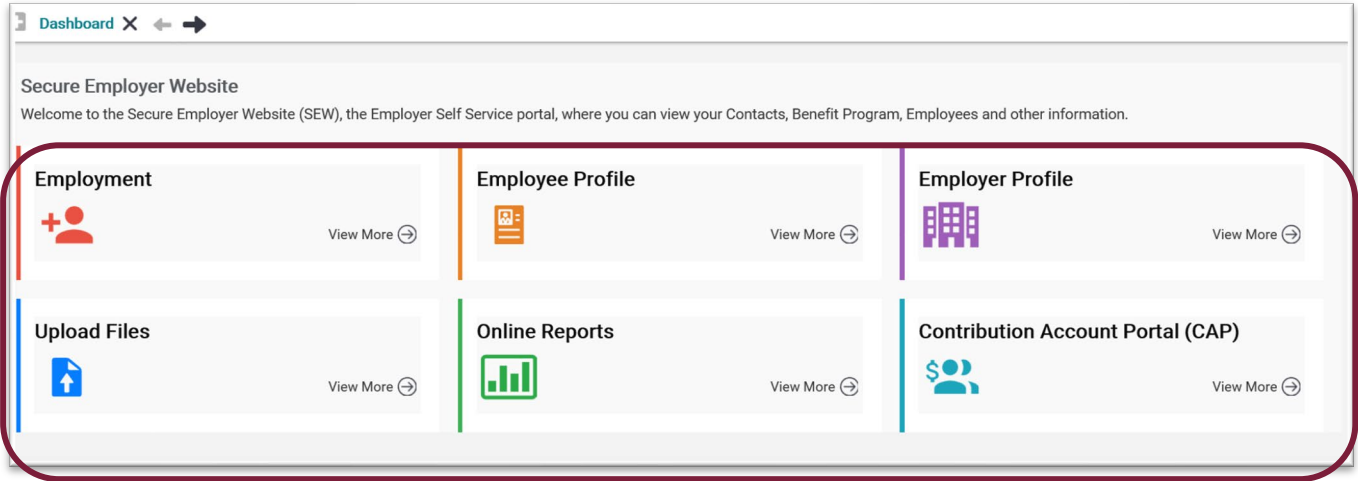 Dashboard
Secure Employer Website
Welcome to the Secure Employer Website (SEW), the Employer Self Service portal, where you can view your Contacts, Benefit Program, Employees and other information.
Employment
View More
Employee Profile
View More
Employer Profile
View More
Upload Files
View More
Online Reports
View More
Contribution Account Portal (CAP)
$
View More